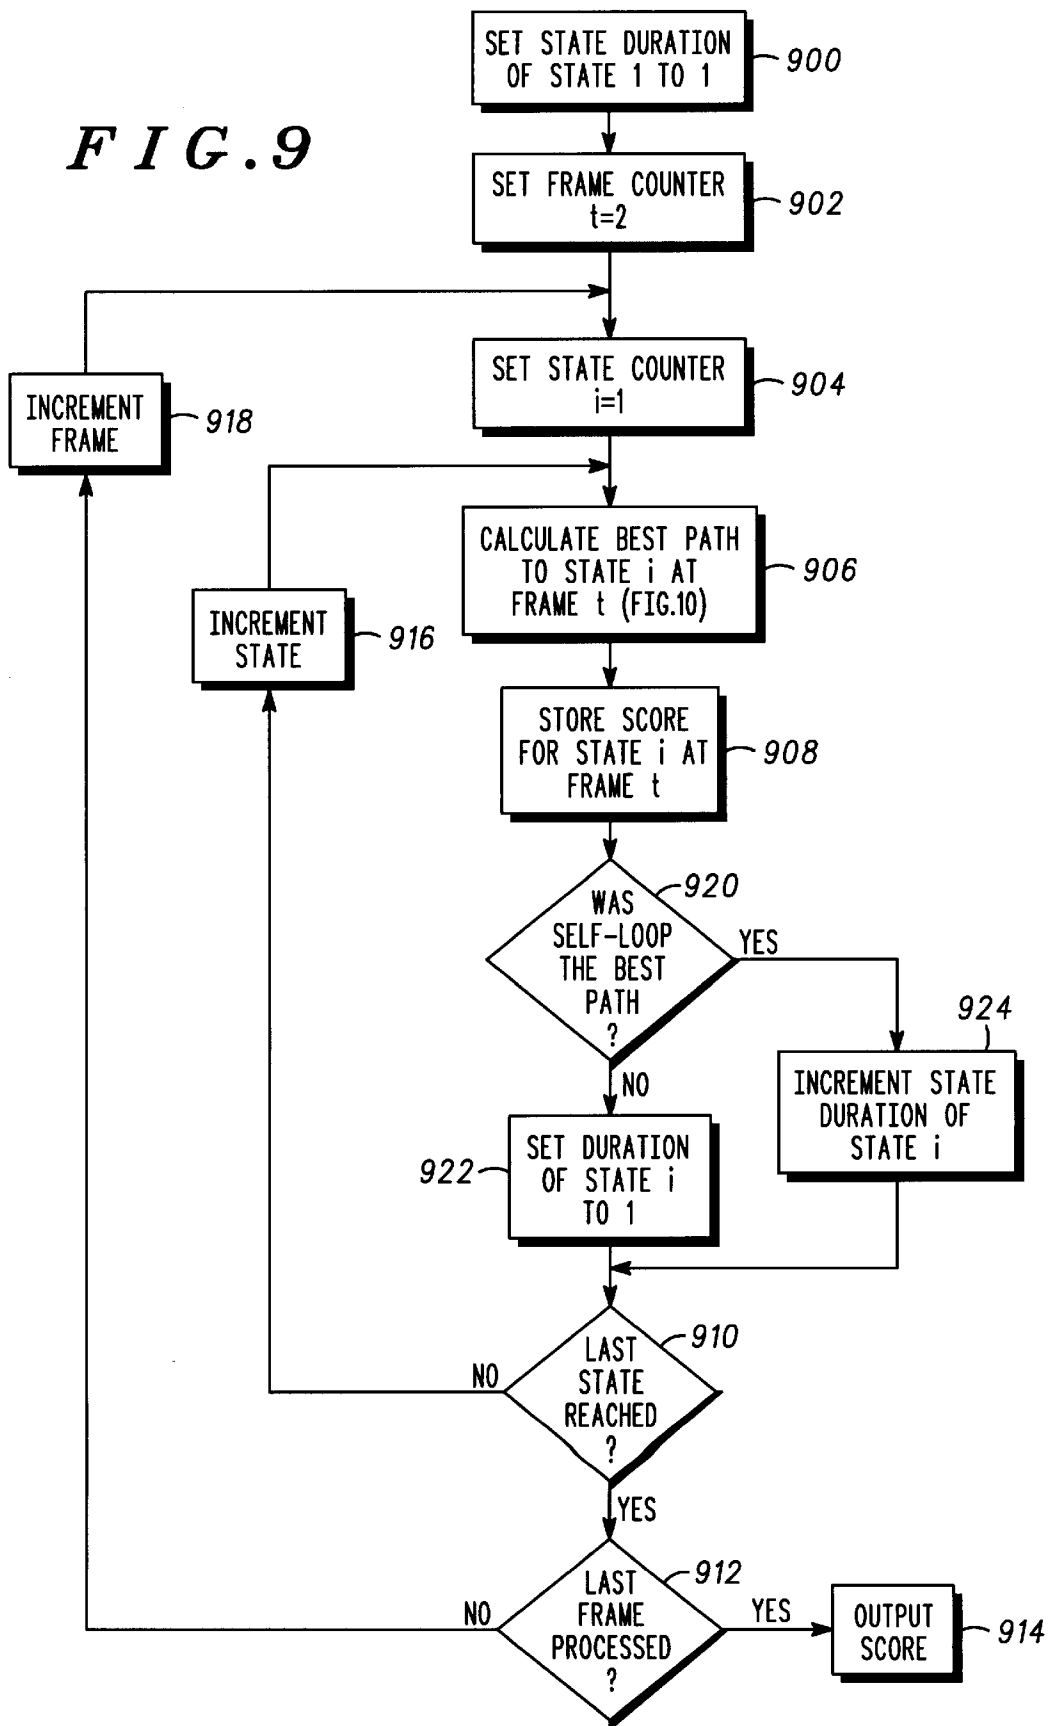 FIG.9
SET STATE DURATION
OF STATE 1 TO 1
900
SET FRAME COUNTER
t=2
902
SET STATE COUNTER
i=1
904
INCREMENT
FRAME
918
CALCULATE BEST PATH
TO STATE i AT
FRAME t (FIG.10)
906
INCREMENT
STATE
916
STORE SCORE
FOR STATE i AT
FRAME t
908
WAS
SELF-LOOP
THE BEST
PATH
?
920
YES
NO
924
INCREMENT STATE
DURATION OF
STATE i
922
SET DURATION
OF STATE i
TO 1
LAST
STATE
REACHED
?
910
NO
YES
LAST
FRAME
PROCESSED
?
912
NO
YES
OUTPUT
SCORE
914